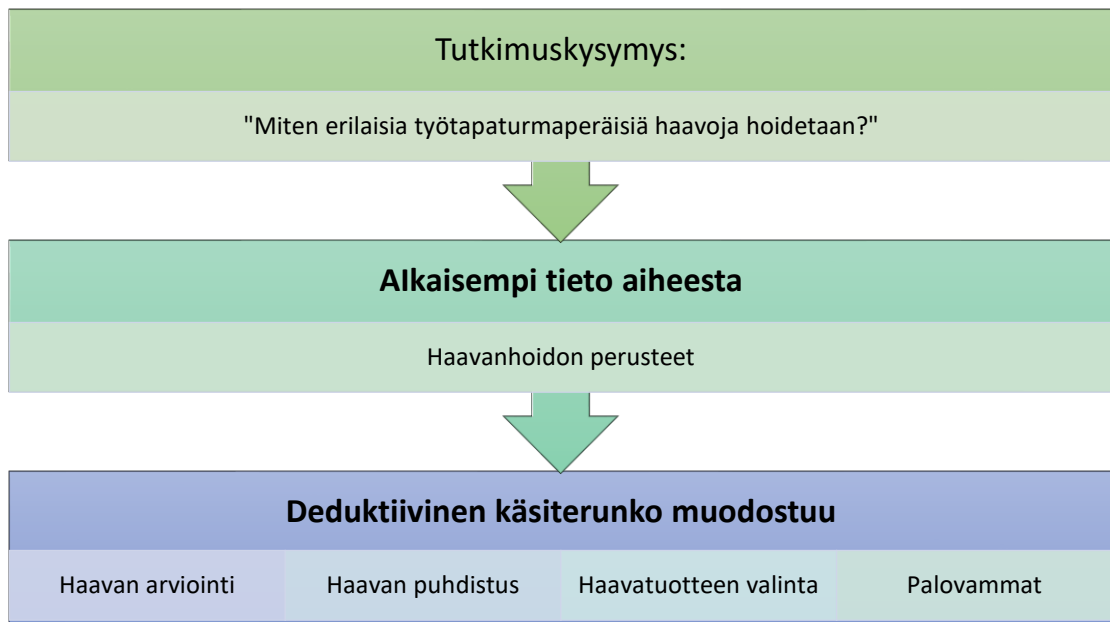 Tutkimuskysymys:
"Miten erilaisia työtapaturmaperäisiä haavoja hoidetaan?"
AIkaisempi tieto aiheesta
Haavanhoidon perusteet
Deduktiivinen käsiterunko muodostuu
Haavan arviointi
Haavan puhdistus
Haavatuotteen valinta
Palovammat